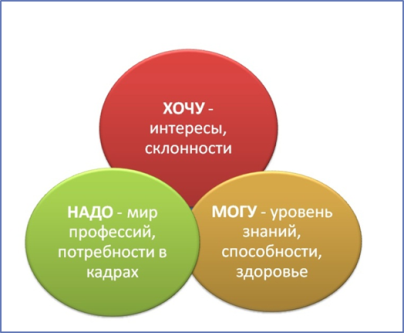 ХОЧУ -
интересы,
склонности
НАДО - мир
профессий,
потребности в
кадрах
МОГУ - уровень
знаний,
способности,
здоровье